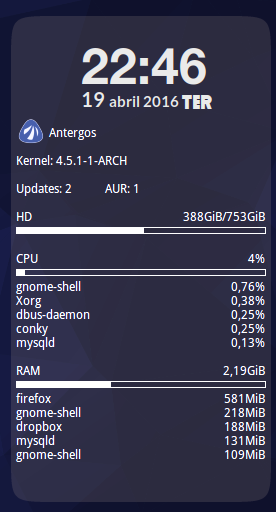 22:46
19 abril 2016 TER
Antergos
Kernel: 4.5.1-1-ARCH
Updates: 2 AUR: 1
HD 388GiB/753GiB
CPU 4%
gnome-shell 0,76%
Xorg 0,38%
dbus-daemon 0,25%
conky 0,25%
mysqld 0,13%
RAM 2,19GiB
firefox 581MiB
gnome-shell 218MiB
dropbox 188MiB
mysqld 131MiB
gnome-shell 109MiB